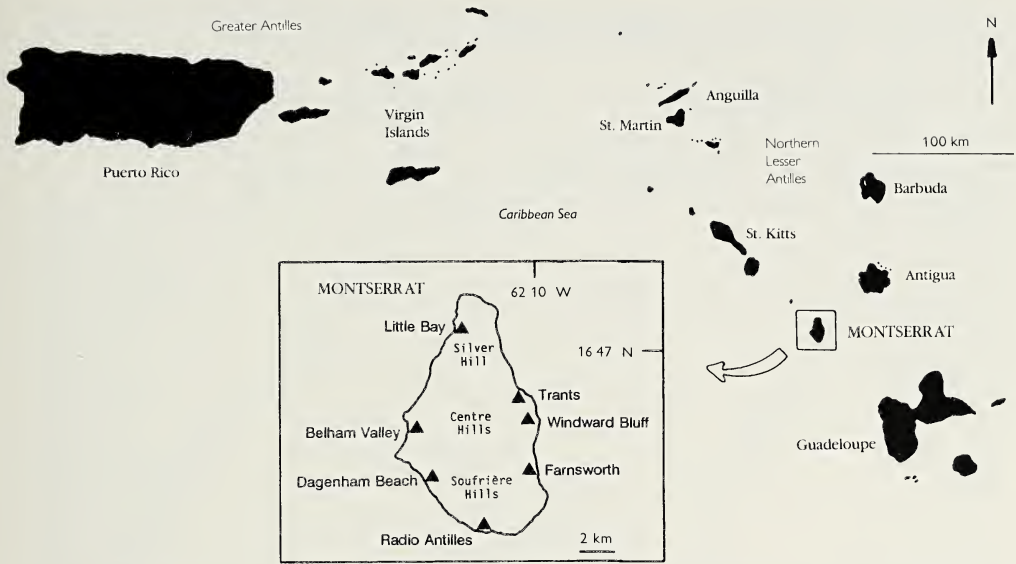 Greater Antilles
N
Anguilla
Virgin
Islands
St. Martin
Northern
Lesser
Antilles
100 km
Puerto Rico
Barbuda
Caribbean Sea
St. Kitts
Antigua
MONTSERRAT
62 10 W
MONTSERRAT
Little Bay
Silver
Hill
16 47 N
Trants
Centre
Hills
Windward Bluff
Belham Valley
Guadeloupe
Farnsworth
Dagenham Beach
Soufrière
Hills
Radio Antilles
2 km